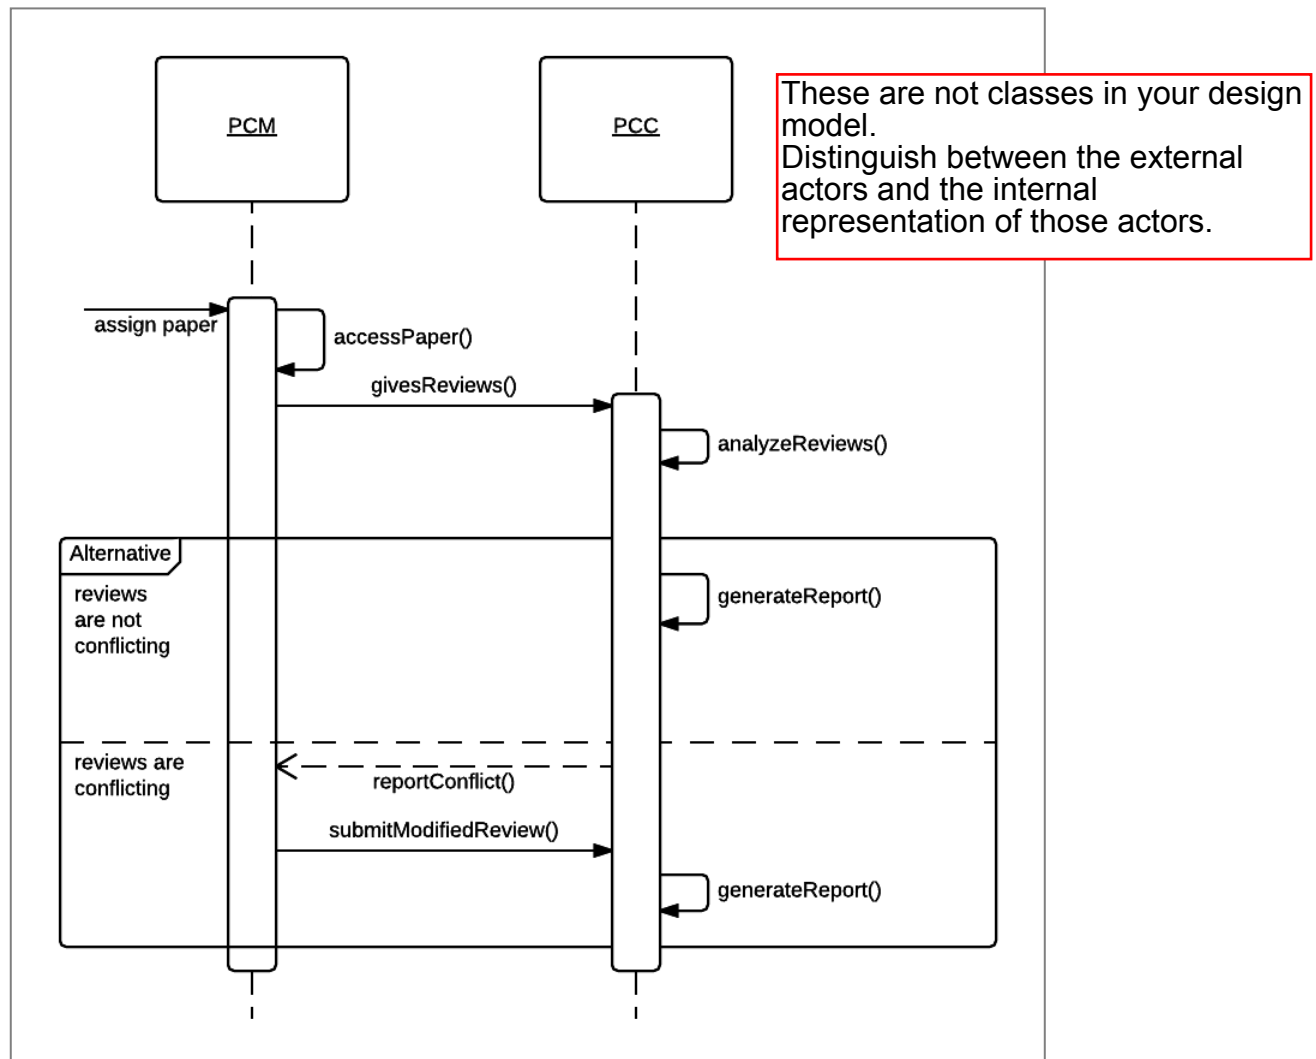 PCM
PCC
These are not classes in your design
model.
Distinguish between the external
actors and the internal
representation of those actors.
assign paper
accessPaper()
givesReviews()
analyzeReviews()
Alternative
reviews
are not
conflicting
generateReport()
reviews are
conflicting
reportConflict()
submitModifiedReview()
generateReport()